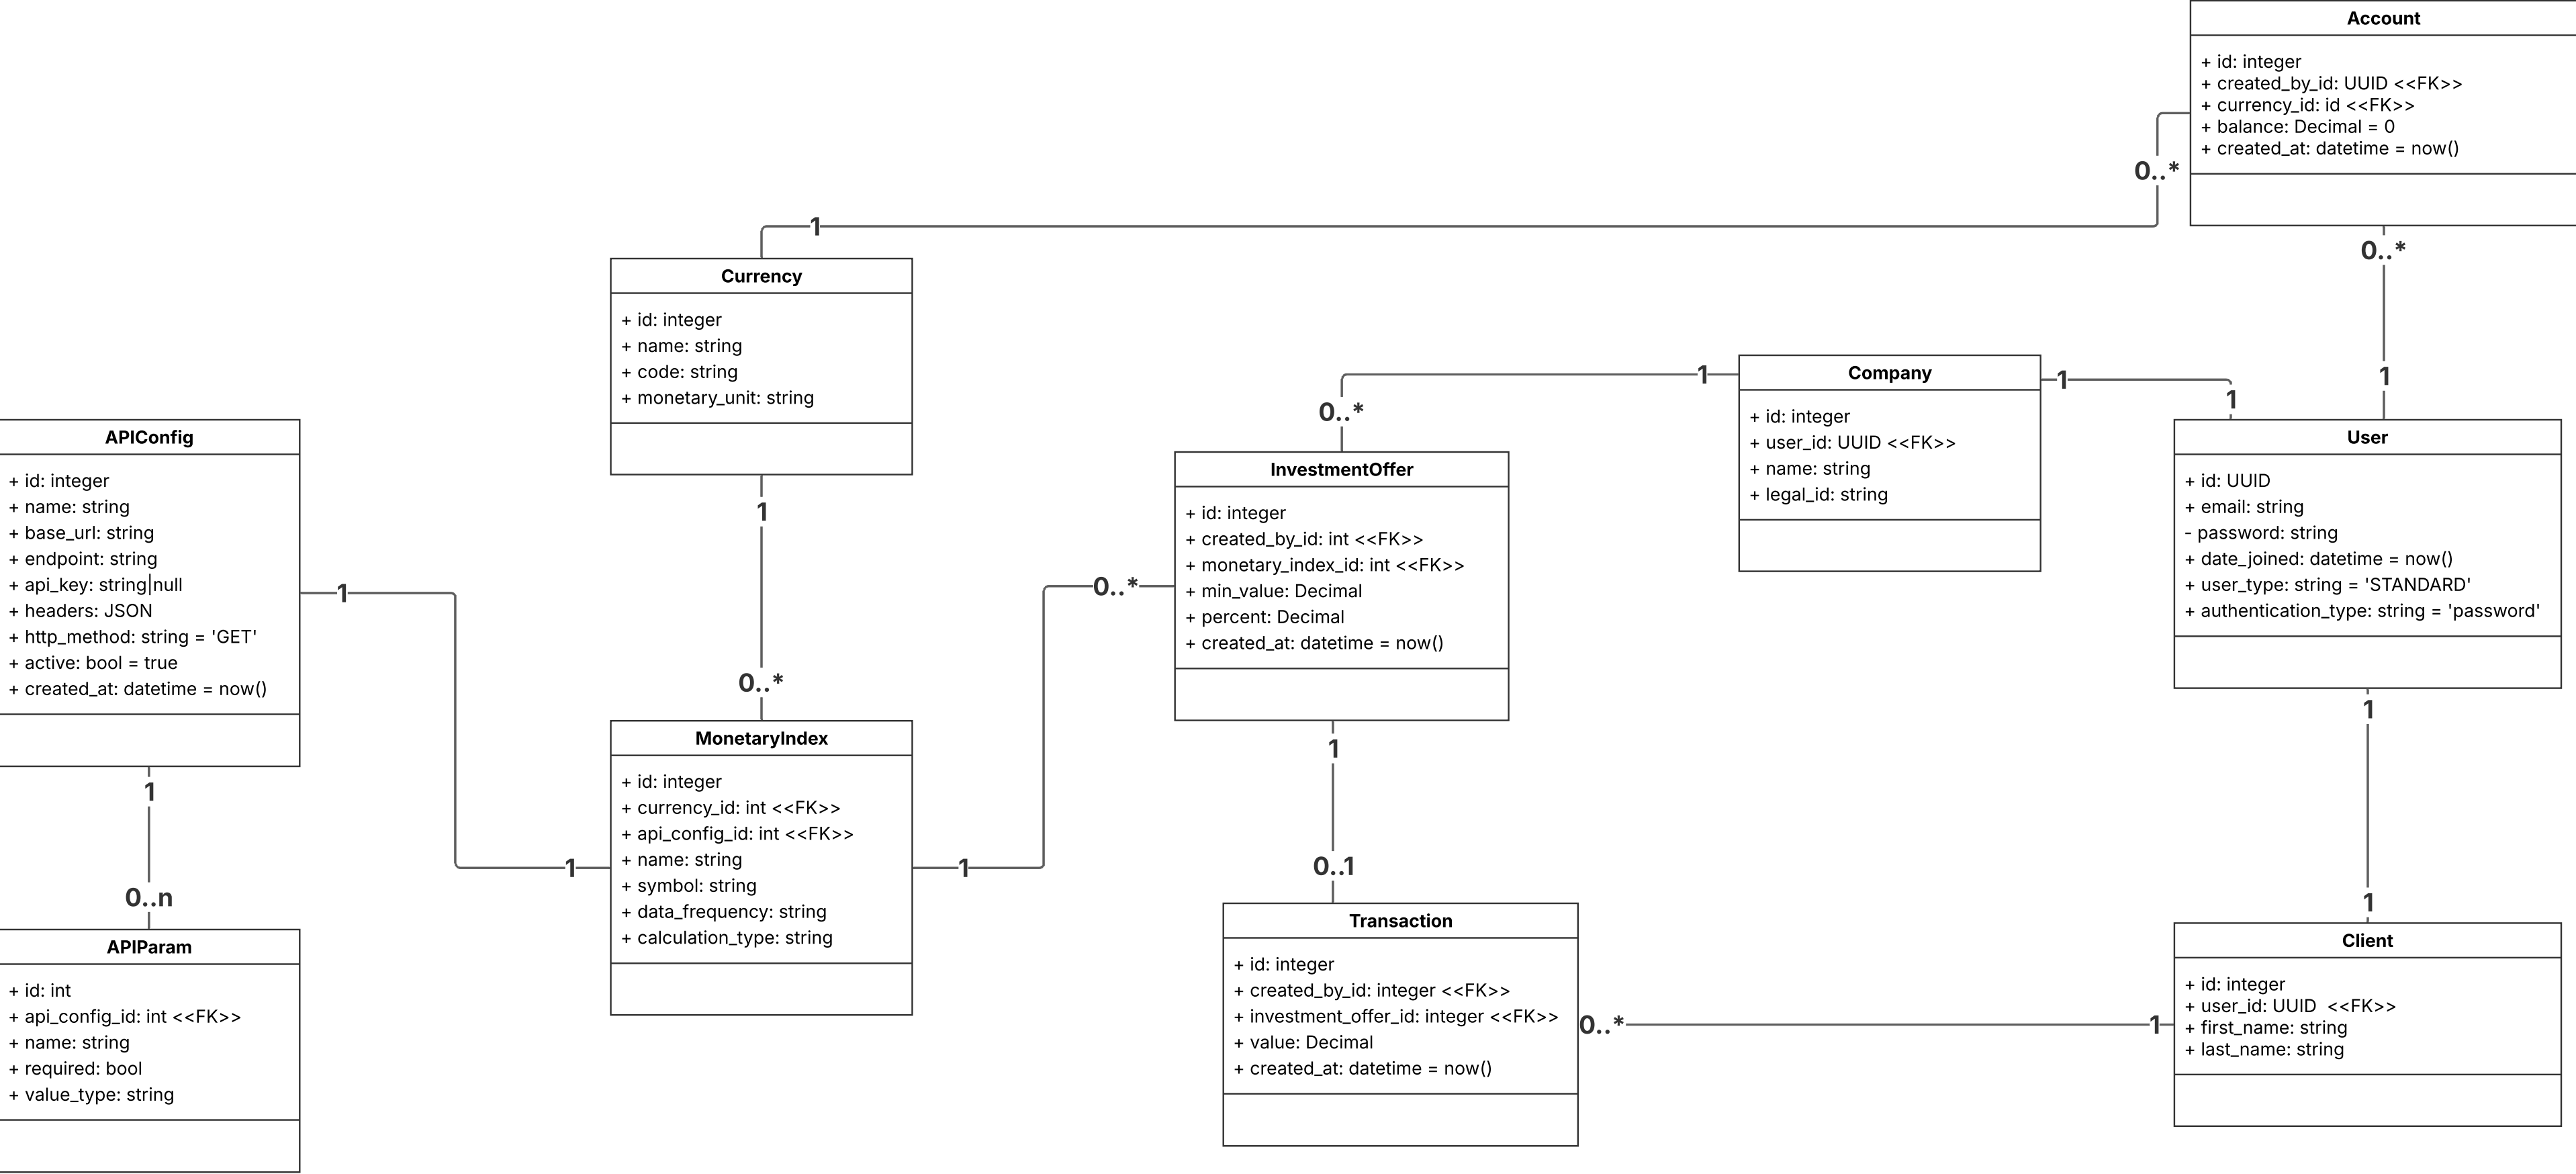 Account
+ id: integer
+ created_by_id: UUID <<FK>>
+ currency_id: id <<FK>>
+ balance: Decimal = 0
+ created_at: datetime = now()
0..*
1
0..*
Currency
+ id: integer
+ name: string
+ code: string
+ monetary_unit: string
1
0..*
Company
+ id: integer
+ user_id: UUID <<FK>>
+ name: string
+ legal_id: string
1
1
1
1
0..*
User
+ id: UUID
+ email: string
- password: string
+ date_joined: datetime = now()
+ user_type: string = 'STANDARD'
+ authentication_type: string = 'password'
1
1
APIConfig
+ id: integer
+ name: string
+ base_url: string
+ endpoint: string
+ api_key: string|null
+ headers: JSON
+ http_method: string = 'GET'
+ active: bool = true
+ created_at: datetime = now()
1
1
1
0..n
InvestmentOffer
+ id: integer
+ created_by_id: int <<FK>>
+ monetary_index_id: int <<FK>>
+ min_value: Decimal
+ percent: Decimal
+ created_at: datetime = now()
0..*
1
1
0..1
MonetaryIndex
+ id: integer
+ currency_id: int <<FK>>
+ api_config_id: int <<FK>>
+ name: string
+ symbol: string
+ data_frequency: string
+ calculation_type: string
APIParam
+ id: int
+ api_config_id: int <<FK>>
+ name: string
+ required: bool
+ value_type: string
Transaction
+ id: integer
+ created_by_id: integer <<FK>>
+ investment_offer_id: integer <<FK>>
+ value: Decimal
+ created_at: datetime = now()
0..*
1
Client
+ id: integer
+ user_id: UUID  <<FK>>
+ first_name: string
+ last_name: string